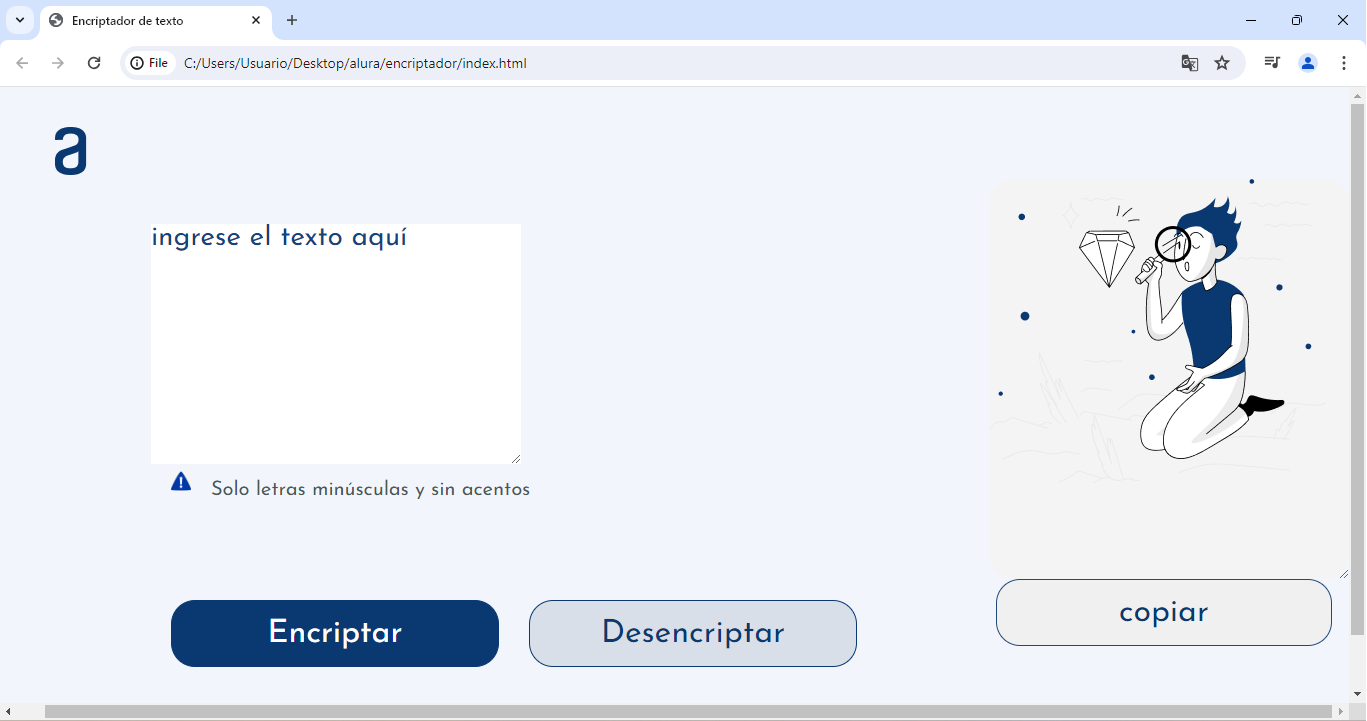 Encriptador de texto
File C:/Users/Usuario/Desktop/alura/encriptador/index.html
a
ingrese el texto aquí
Solo letras minúsculas y sin acentos
Encriptar
Desencriptar
copiar